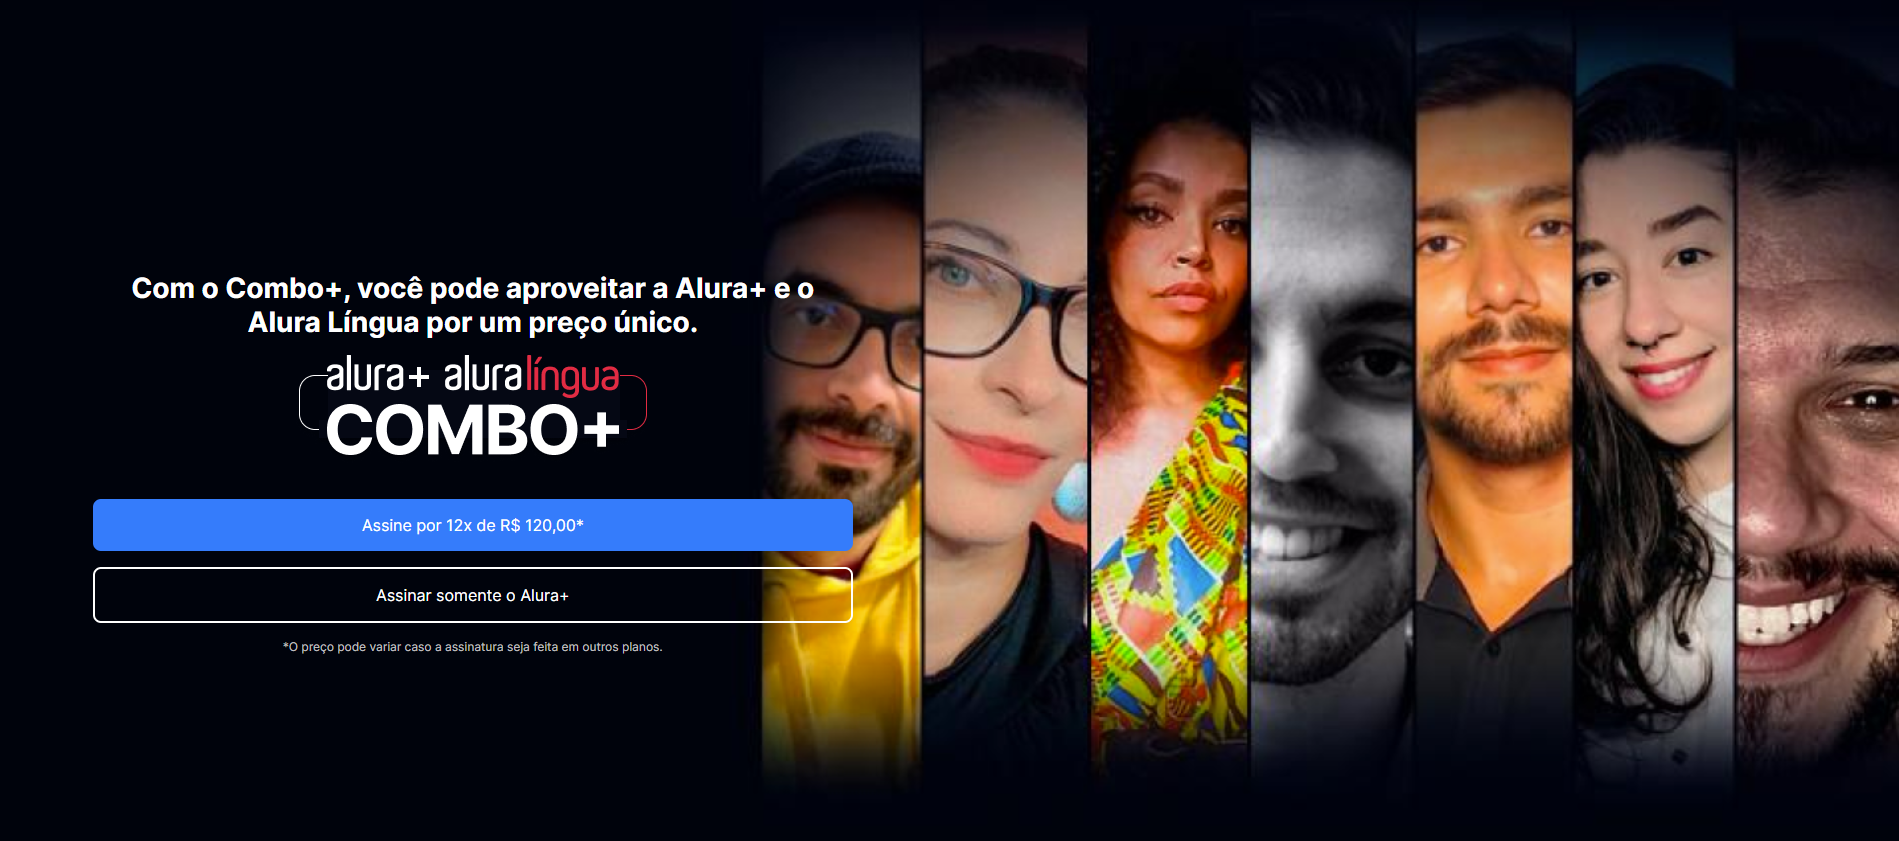 Com o Combo+, você pode aproveitar a Alura+ e o
Alura Língua por um preço único.
alura+ aluralíngua
COMBO+
Assine por 12x de R$ 120,00*
Assinar somente o Alura+
*O preço pode variar caso a assinatura seja feita em outros planos.